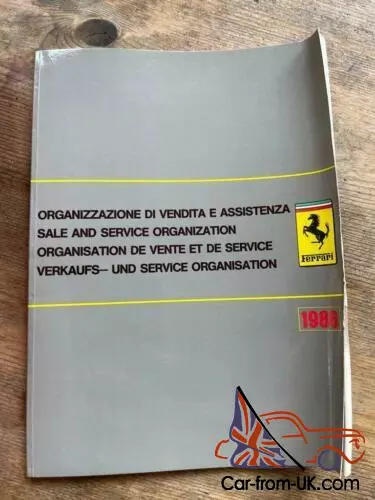 ORGANIZZAZIONE DI VENDITA E ASSISTENZA
SALE AND SERVICE ORGANIZATION
ORGANISATION DE VENTE ET DE SERVICE
VERKAUFS— UND SERVICE ORGANISATION
Ferrari
Car-from-UK.com